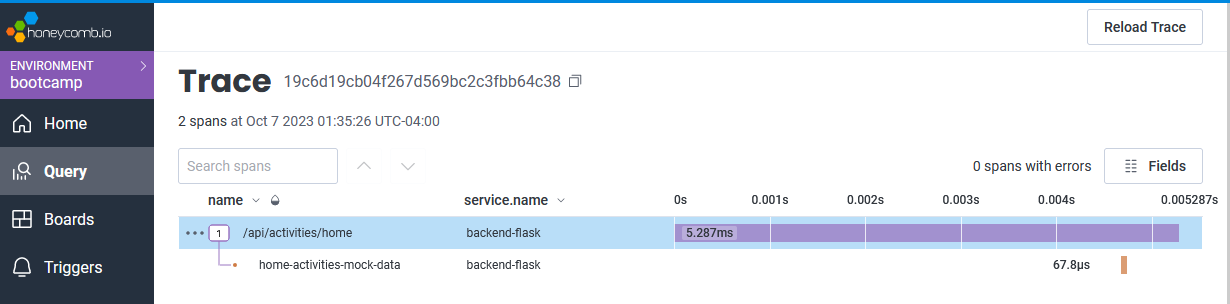 honeycomb.io
Reload Trace
ENVIRONMENT
bootcamp
Trace 19c6d19cb04f267d569bc2c3fbb64c38
2 spans at Oct 7 2023 01:35:26 UTC-04:00
Home
Query
Boards
Triggers
Search spans
0 spans with errors
Fields
name service.name 0s 0.001s 0.002s 0.003s 0.004s 0.005287s
1 /api/activities/home backend-flask 5.287ms
home-activities-mock-data backend-flask 67.8μs